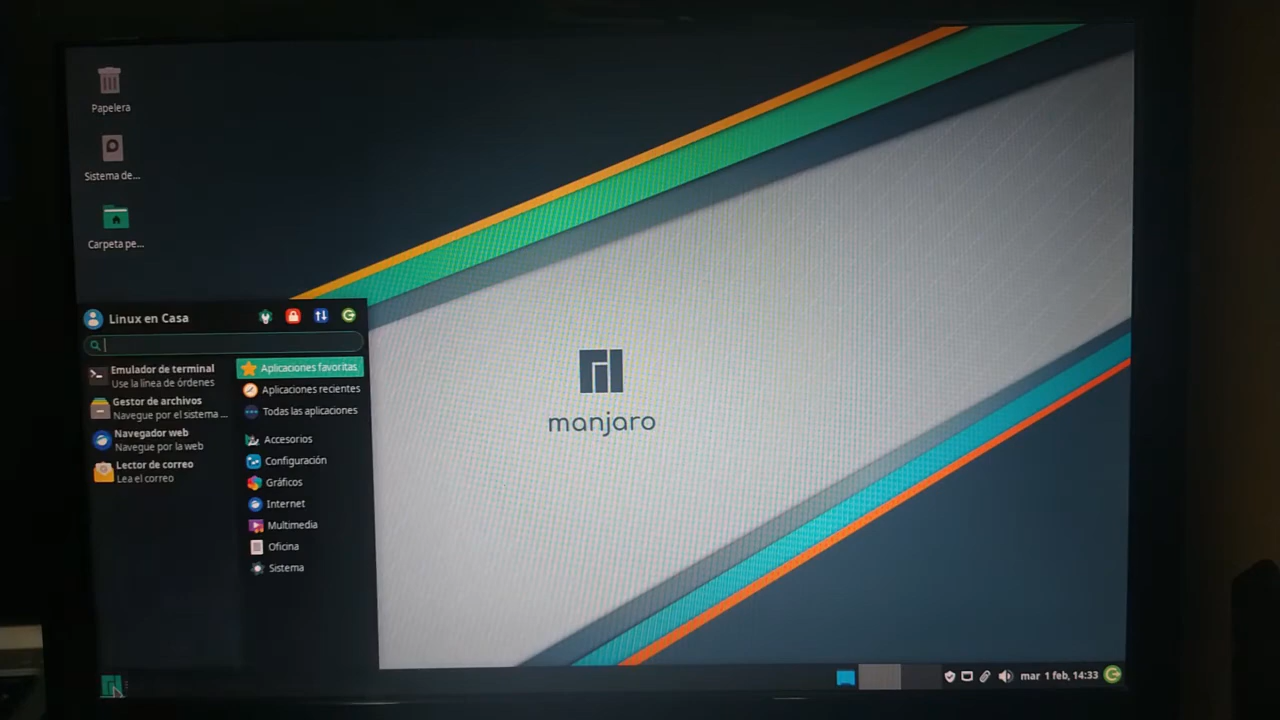 Papelera
Sistema de...
Carpeta pe...
Linux en Casa
Emulador de terminal
Use la línea de órdenes
Gestor de archivos
Navegue por el sistema ...
Navegador web
Navegue por la web
Lector de correo
Lea el correo
Aplicaciones favoritas
Aplicaciones recientes
Todas las aplicaciones
Accesorios
Configuración
Gráficos
Internet
Multimedia
Oficina
Sistema
manjaro
mar 1 feb, 14:33